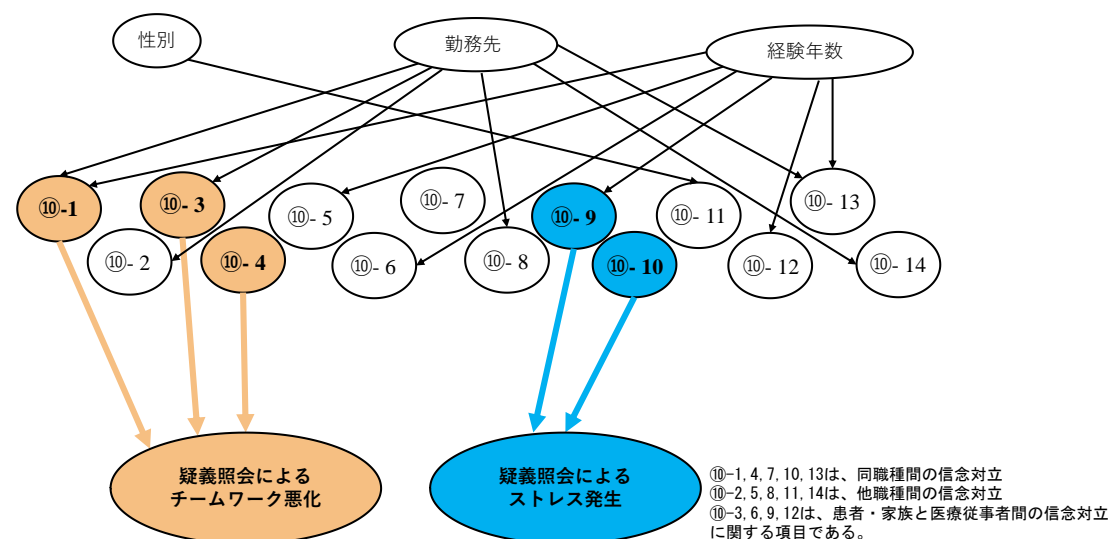 性別
勤務先
経験年数
⑩-1
⑩- 3
⑩- 5
⑩- 7
⑩- 9
⑩- 11
⑩- 13
⑩- 2
⑩- 4
⑩- 6
⑩- 8
⑩- 10
⑩- 12
⑩- 14
疑義照会による
チームワーク悪化
疑義照会による
ストレス発生
⑩-1,4,7,10,13は、同職種間の信念対立
⑩-2,5,8,11,14は、他職種間の信念対立
⑩-3,6,9,12は、患者・家族と医療従事者間の信念対立
に関する項目である。